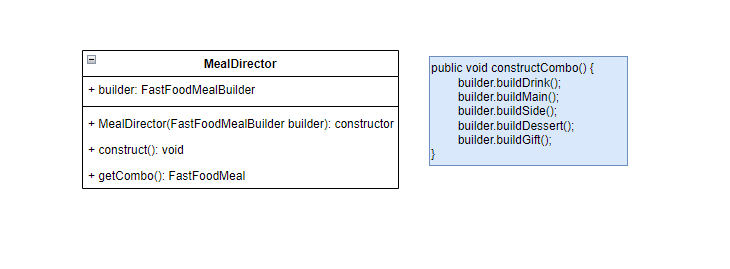 MealDirector
+ builder: FastFoodMealBuilder
+ MealDirector(FastFoodMealBuilder builder): constructor
+ construct(): void
+ getCombo(): FastFoodMeal
public void constructCombo() {
builder.buildDrink();
builder.buildMain();
builder.buildSide();
builder.buildDessert();
builder.buildGift();
}